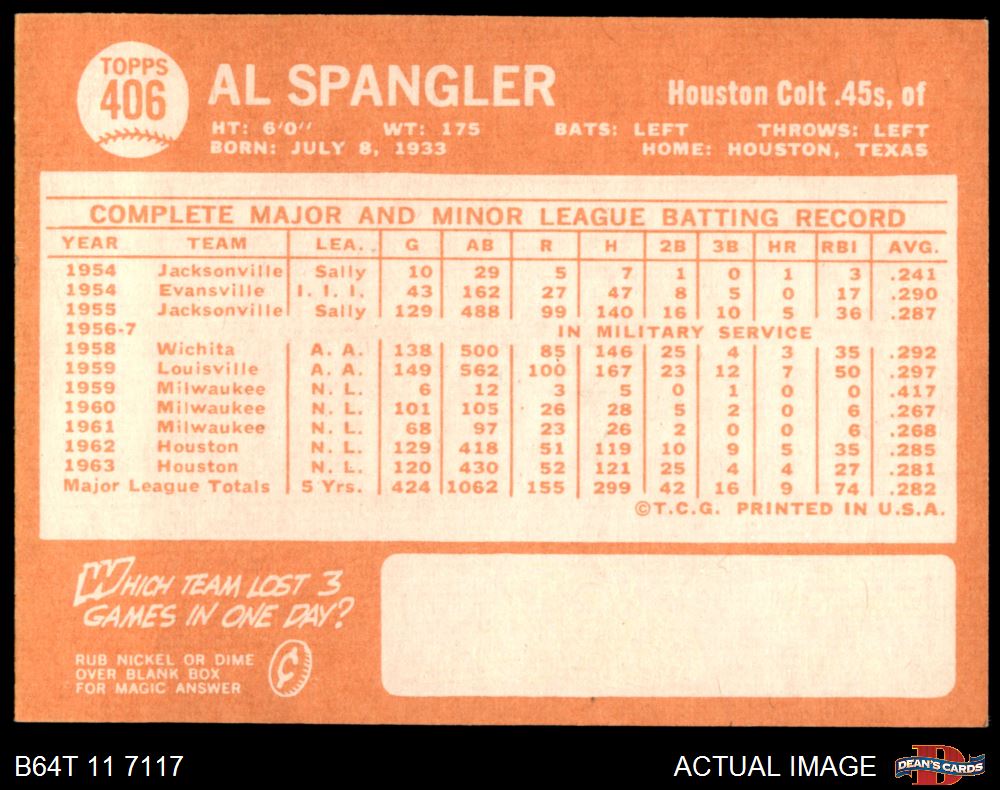 TOPPS
406
AL SPANGLER
Houston Colt .45s, of
HT: 6'0" WT: 175 BATS: LEFT THROWS: LEFT
BORN: JULY 8, 1933 HOME: HOUSTON, TEXAS
COMPLETE MAJOR AND MINOR LEAGUE BATTING RECORD
YEAR TEAM LEA. G AB R H 2B 3B HR RBI AVG.
1954 Jacksonville Sally 10 29 5 7 1 0 1 3 .241
1954 Evansville I. I. I. 43 162 27 47 8 5 0 17 .290
1955 Jacksonville Sally 129 488 99 140 16 10 5 36 .287
1956-7 IN MILITARY SERVICE
1958 Wichita A. A. 138 500 85 146 25 4 3 35 .292
1959 Louisville A. A. 149 562 100 167 23 12 7 50 .297
1959 Milwaukee N. L. 6 12 3 5 0 1 0 0 .417
1960 Milwaukee N. L. 101 105 26 28 5 2 0 6 .267
1961 Milwaukee N. L. 68 97 23 26 2 0 0 6 .268
1962 Houston N. L. 129 418 51 119 10 9 5 35 .285
1963 Houston N. L. 120 430 52 121 25 4 4 27 .281
Major League Totals 5 Yrs. 424 1062 155 299 42 16 9 74 .282
©T.C.G. PRINTED IN U.S.A.
WHICH TEAM LOST 3
GAMES IN ONE DAY?
RUB NICKEL OR DIME
OVER BLANK BOX
FOR MAGIC ANSWER
¢
B64T 11 7117
ACTUAL IMAGE
D
DEAN'S CARDS